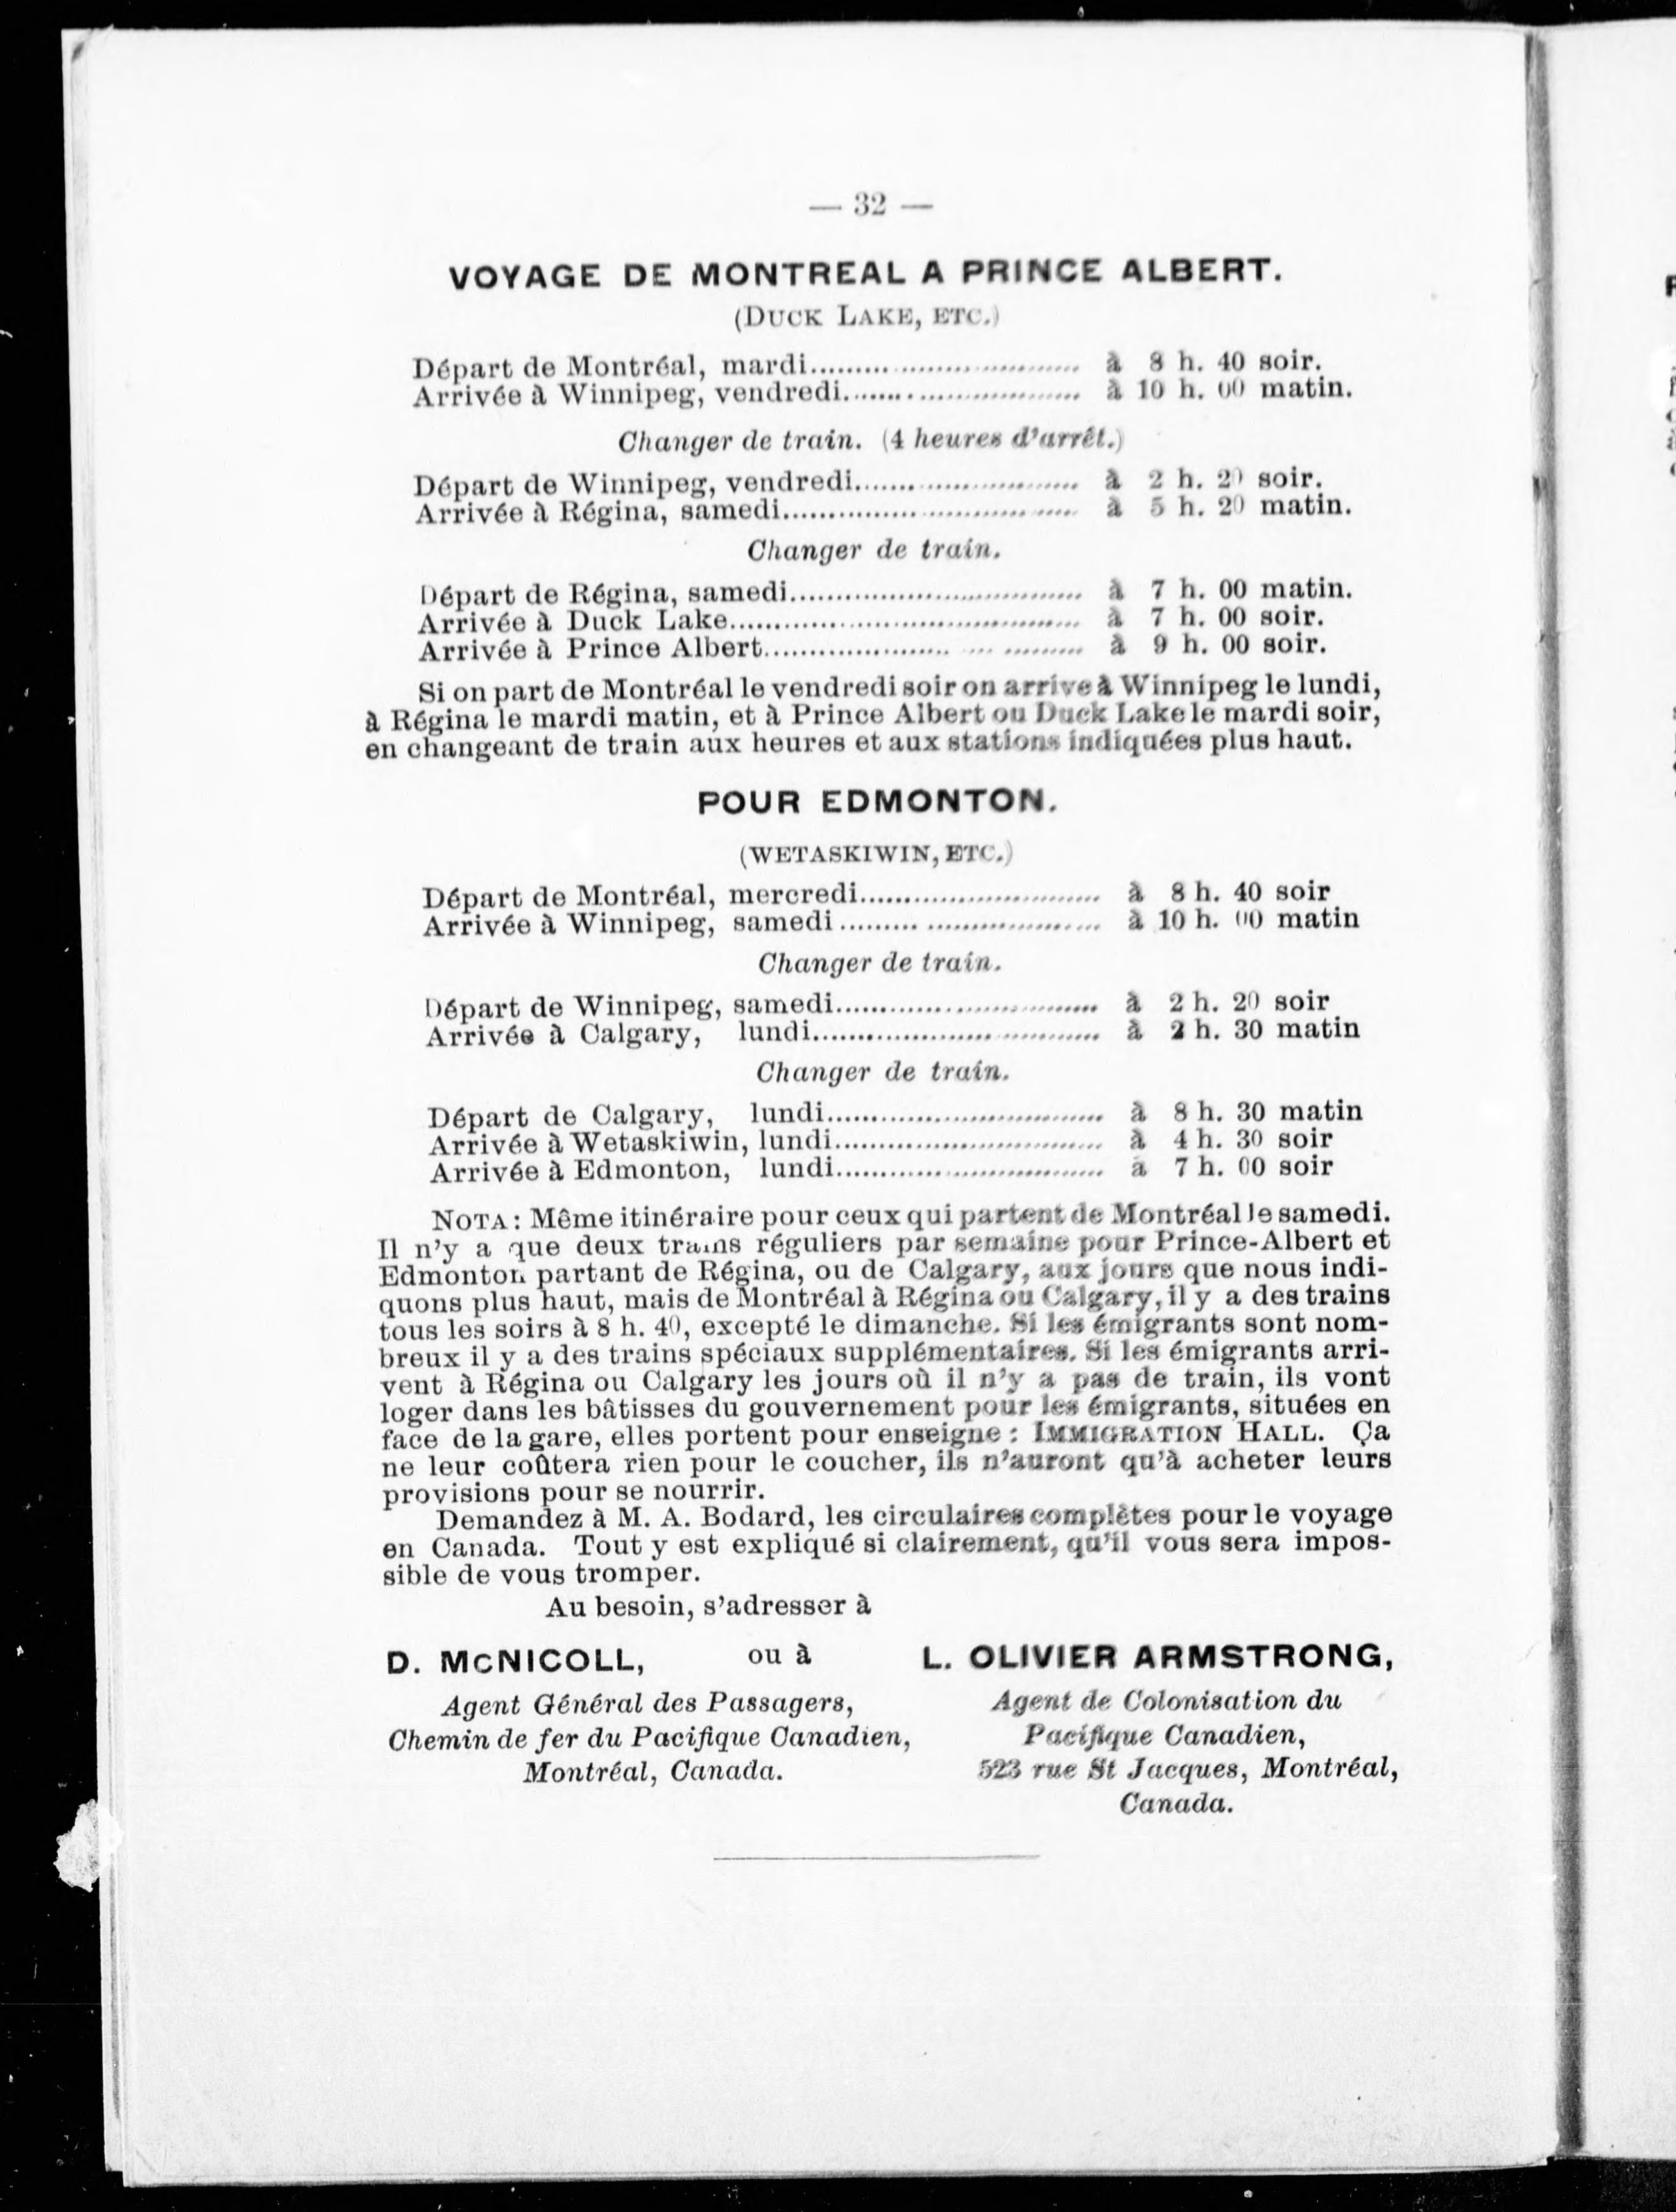 — 32 —
VOYAGE DE MONTREAL A PRINCE ALBERT.
(DUCK LAKE, ETC.)
Départ de Montréal, mardi.............................. à 8 h. 40 soir.
Arrivée à Winnipeg, vendredi.......................... à 10 h. 00 matin.
Changer de train. (4 heures d'arrêt.)
Départ de Winnipeg, vendredi......................... à 2 h. 20 soir.
Arrivée à Régina, samedi................................ à 5 h. 20 matin.
Changer de train.
Départ de Régina, samedi................................ à 7 h. 00 matin.
Arrivée à Duck Lake...................................... à 7 h. 00 soir.
Arrivée à Prince Albert.................................. à 9 h. 00 soir.
Si on part de Montréal le vendredi soir on arrive à Winnipeg le lundi,
à Régina le mardi matin, et à Prince Albert ou Duck Lake le mardi soir,
en changeant de train aux heures et aux stations indiquées plus haut.
POUR EDMONTON.
(WETASKIWIN, ETC.)
Départ de Montréal, mercredi........................... à 8 h. 40 soir
Arrivée à Winnipeg, samedi............................. à 10 h. 00 matin
Changer de train.
Départ de Winnipeg, samedi............................. à 2 h. 20 soir
Arrivée à Calgary, lundi................................ à 2 h. 30 matin
Changer de train.
Départ de Calgary, lundi............................... à 8 h. 30 matin
Arrivée à Wetaskiwin, lundi.............................. à 4 h. 30 soir
Arrivée à Edmonton, lundi.............................. a 7 h. 00 soir
NOTA : Même itinéraire pour ceux qui partent de Montréal le samedi.
Il n'y a que deux trains réguliers par semaine pour Prince-Albert et
Edmonton partant de Régina, ou de Calgary, aux jours que nous indi-
quons plus haut, mais de Montréal à Régina ou Calgary, il y a des trains
tous les soirs à 8 h. 40, excepté le dimanche. Si les émigrants sont nom-
breux il y a des trains spéciaux supplémentaires. Si les émigrants arri-
vent à Régina ou Calgary les jours où il n'y a pas de train, ils vont
loger dans les bâtisses du gouvernement pour les émigrants, situées en
face de la gare, elles portent pour enseigne : IMMIGRATION HALL. Ça
ne leur coûtera rien pour le coucher, ils n'auront qu'à acheter leurs
provisions pour se nourrir.
Demandez à M. A. Bodard, les circulaires complètes pour le voyage
en Canada. Tout y est expliqué si clairement, qu'il vous sera impos-
sible de vous tromper.
Au besoin, s'adresser à
D. McNICOLL, ou à L. OLIVIER ARMSTRONG,
Agent Général des Passagers, Agent de Colonisation du
Chemin de fer du Pacifique Canadien, Pacifique Canadien,
Montréal, Canada. 523 rue St Jacques, Montréal,
Canada.